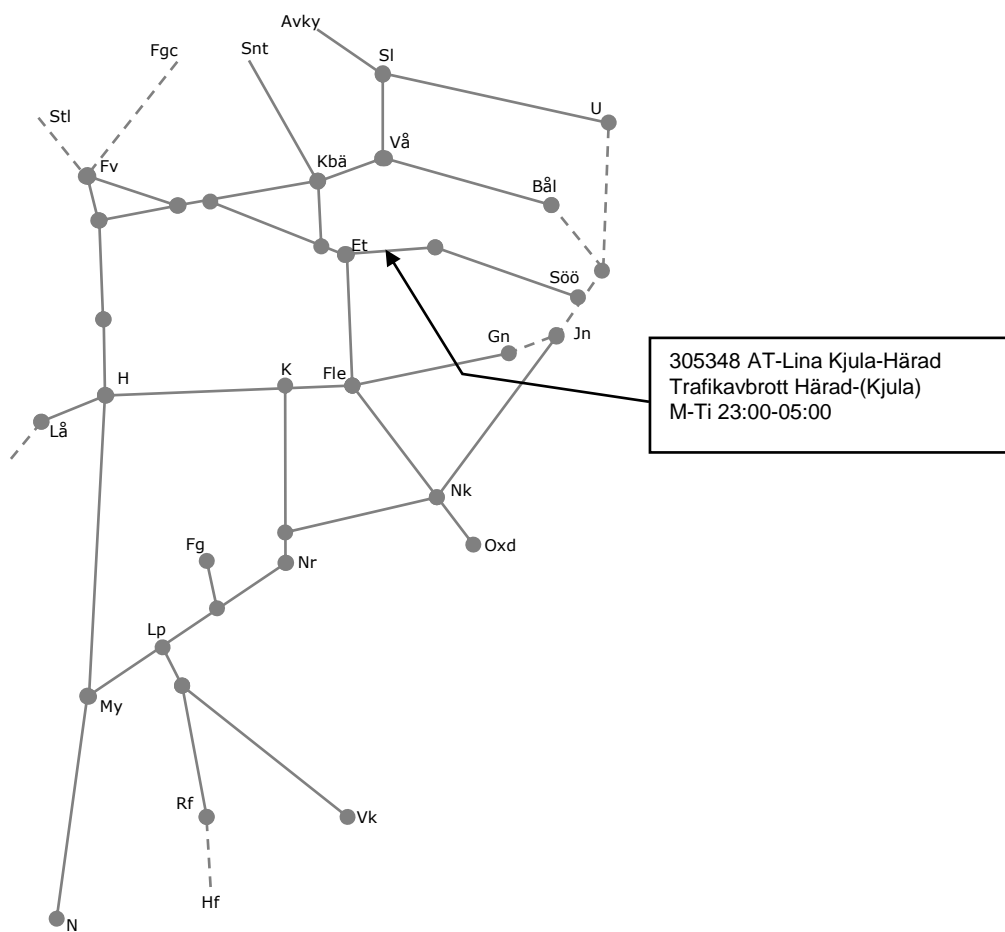 Avky
Snt
Fgc
Sl
Stl
U
Vå
Kbä
Fv
Bål
Et
Söö
Jn
Gn
305348 AT-Lina Kjula-Härad
Trafikavbrott Härad-(Kjula)
M-Ti 23:00-05:00
H
K
Fle
Lå
Nk
Fg
Oxd
Nr
Lp
My
Rf
Vk
Hf
N